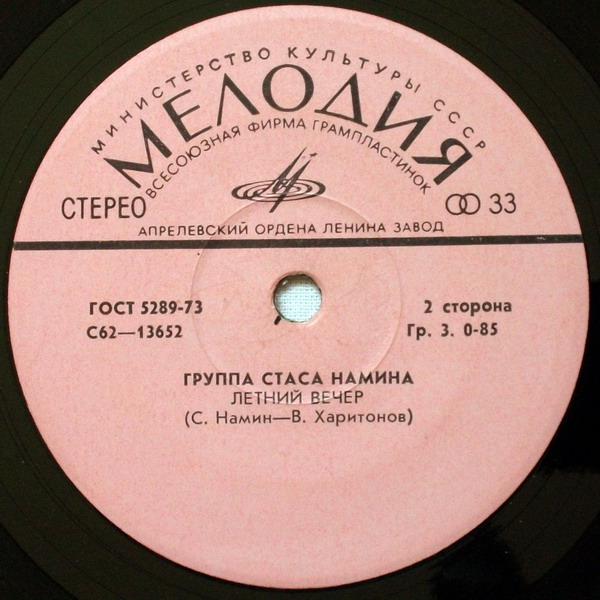 МИНИСТЕРСТВО КУЛЬТУРЫ СССР
МЕЛОДИЯ
ВСЕСОЮЗНАЯ ФИРМА ГРАМПЛАСТИНОК
СТЕРЕО
33
АПРЕЛЕВСКИЙ ОРДЕНА ЛЕНИНА ЗАВОД
ГОСТ 5289-73
2 сторона
С62—13652
Гр. 3. 0-85
ГРУППА СТАСА НАМИНА
ЛЕТНИЙ ВЕЧЕР
(С. Намин—В. Харитонов)